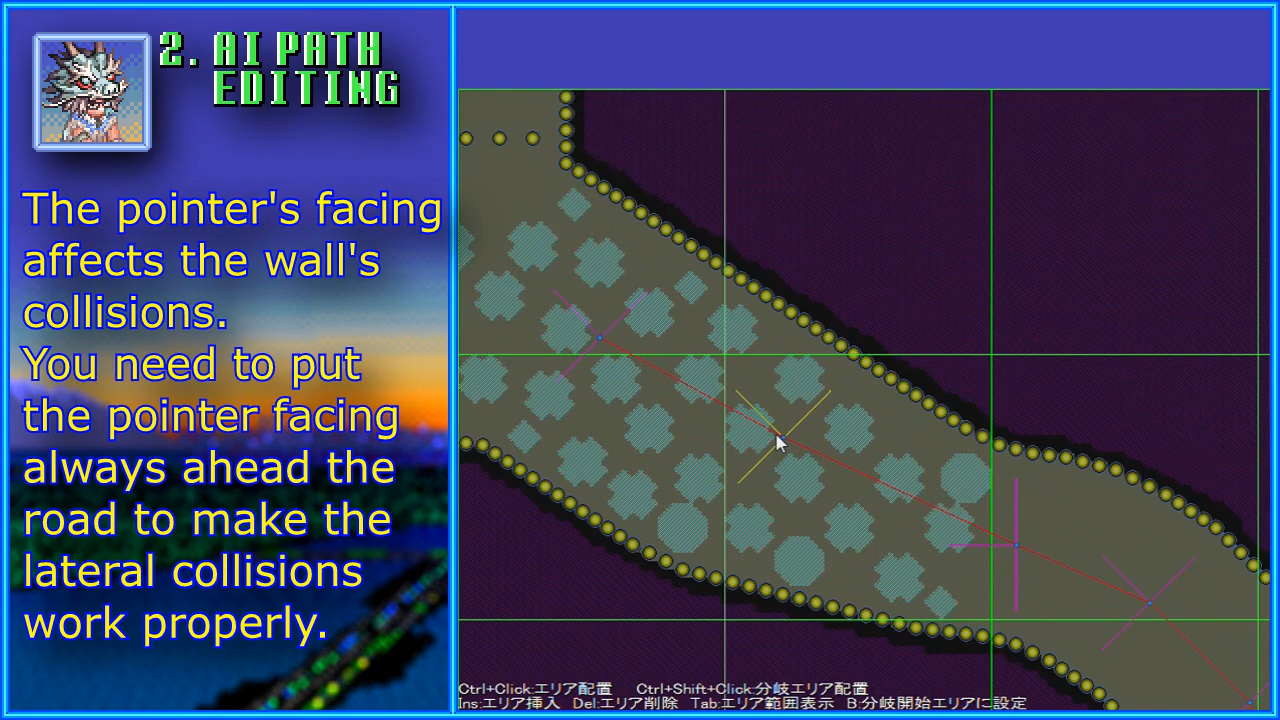 2. AI PATH
EDITING
The pointer's facing
affects the wall's
collisions.
You need to put
the pointer facing
always ahead the
road to make the
lateral collisions
work properly.
Ctrl+Click:エリア配置 Ctrl+Shift+Click:分岐エリア配置
Ins:エリア挿入 Del:エリア削除 Tab:エリア範囲表示 B:分岐開始エリアに設定